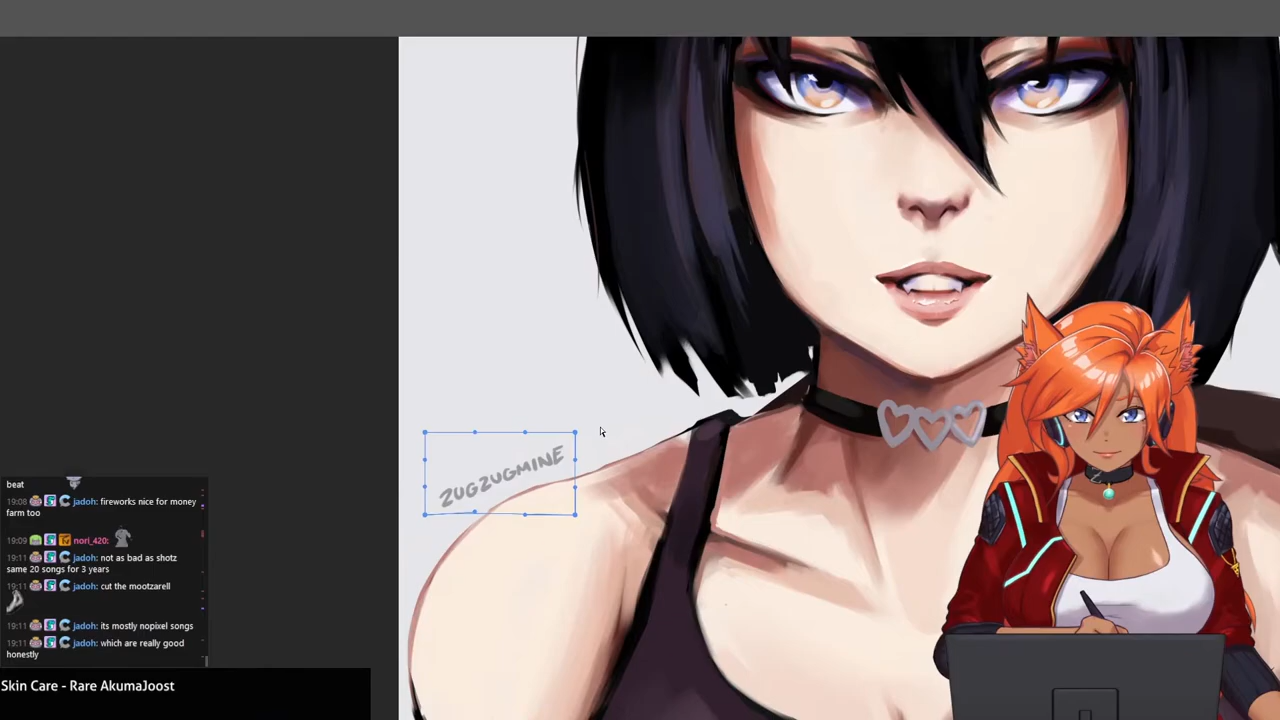 ZUGZUGMINE
beat
19:08 jadoh: fireworks nice for money
farm too
19:09 nori_420:
19:11 jadoh: not as bad as shotz
same 20 songs for 3 years
19:11 jadoh: cut the mootzarell
19:11 jadoh: its mostly nopixel songs
19:11 jadoh: which are really good
honestly
Skin Care - Rare AkumaJoost